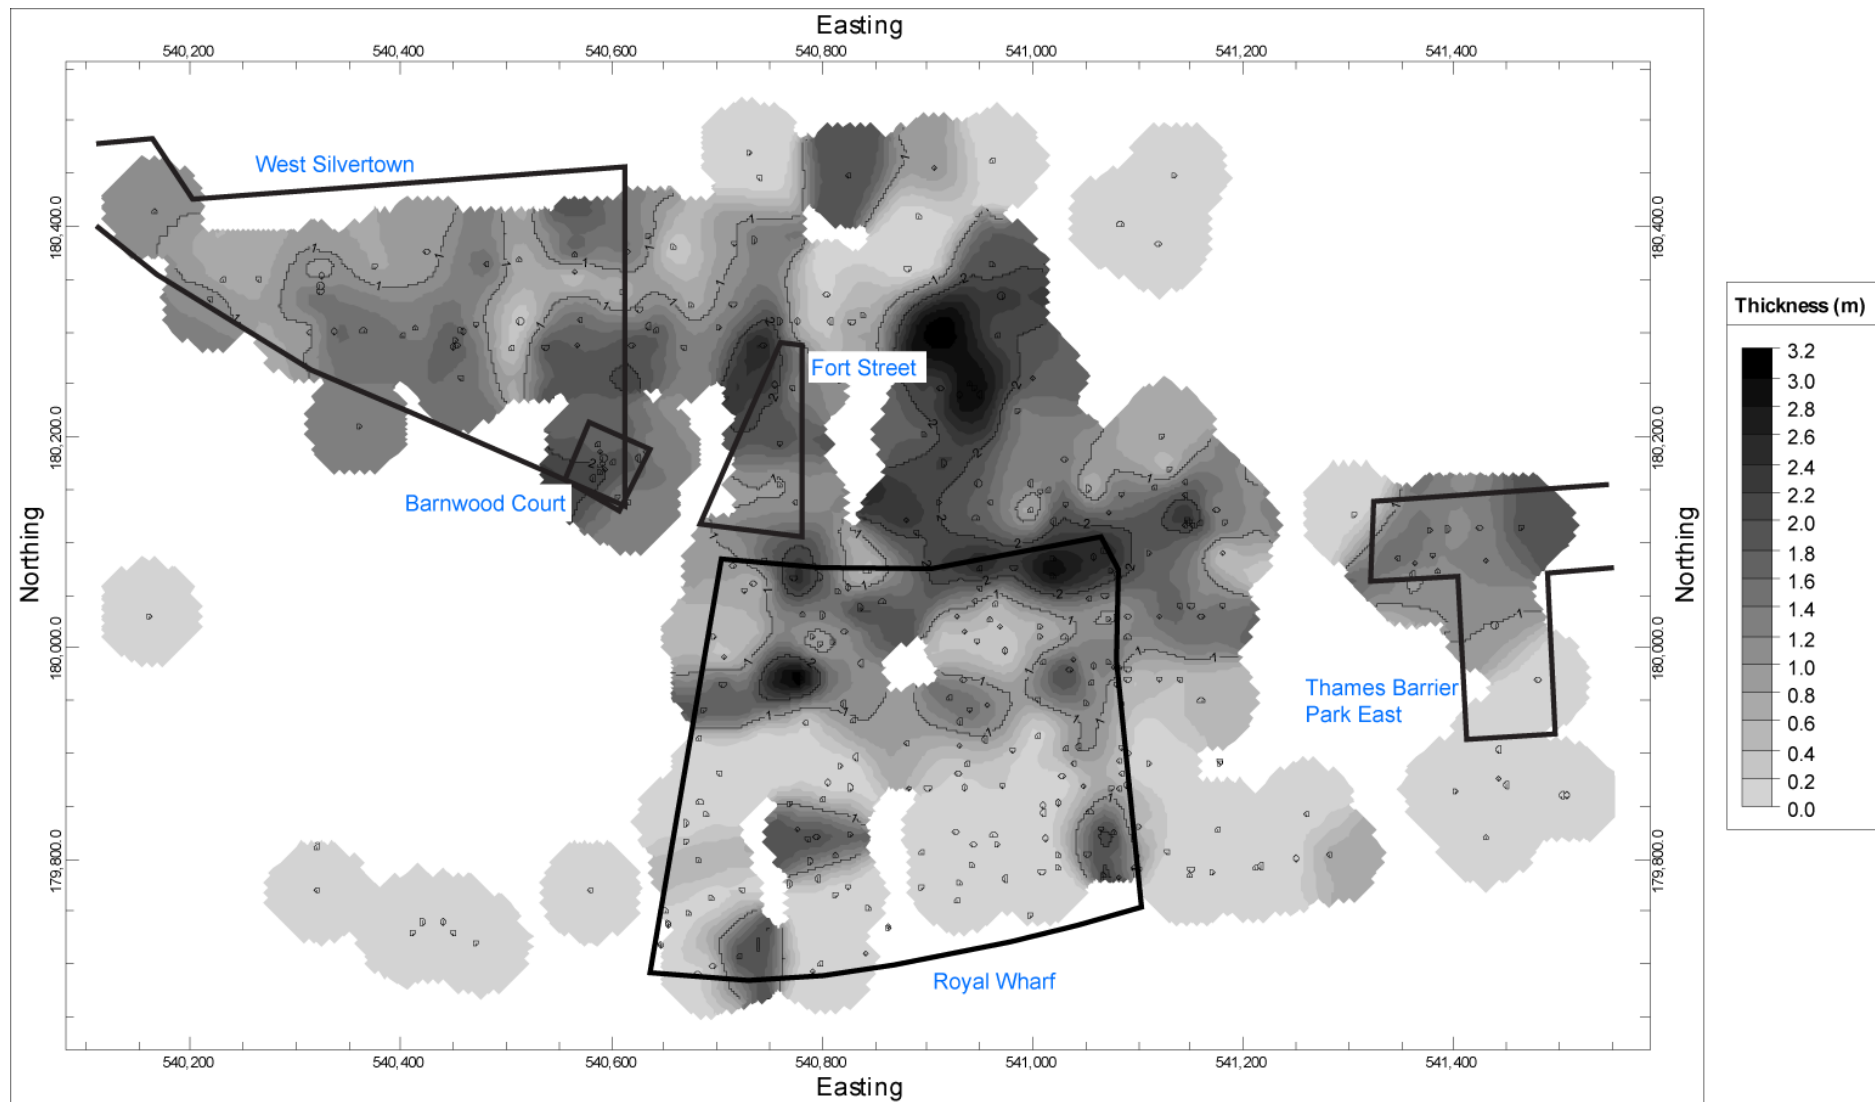 Easting
540,200 540,400 540,600 540,800 541,000 541,200 541,400
West Silvertown
Fort Street
Barnwood Court
Thames Barrier
Park East
Royal Wharf
Northing
180,400.0
180,200.0
180,000.0
179,800.0
Northing
180,400.0
180,200.0
180,000.0
179,800.0
540,200 540,400 540,600 540,800 541,000 541,200 541,400
Easting
Thickness (m)
3.2
3.0
2.8
2.6
2.4
2.2
2.0
1.8
1.6
1.4
1.2
1.0
0.8
0.6
0.4
0.2
0.0